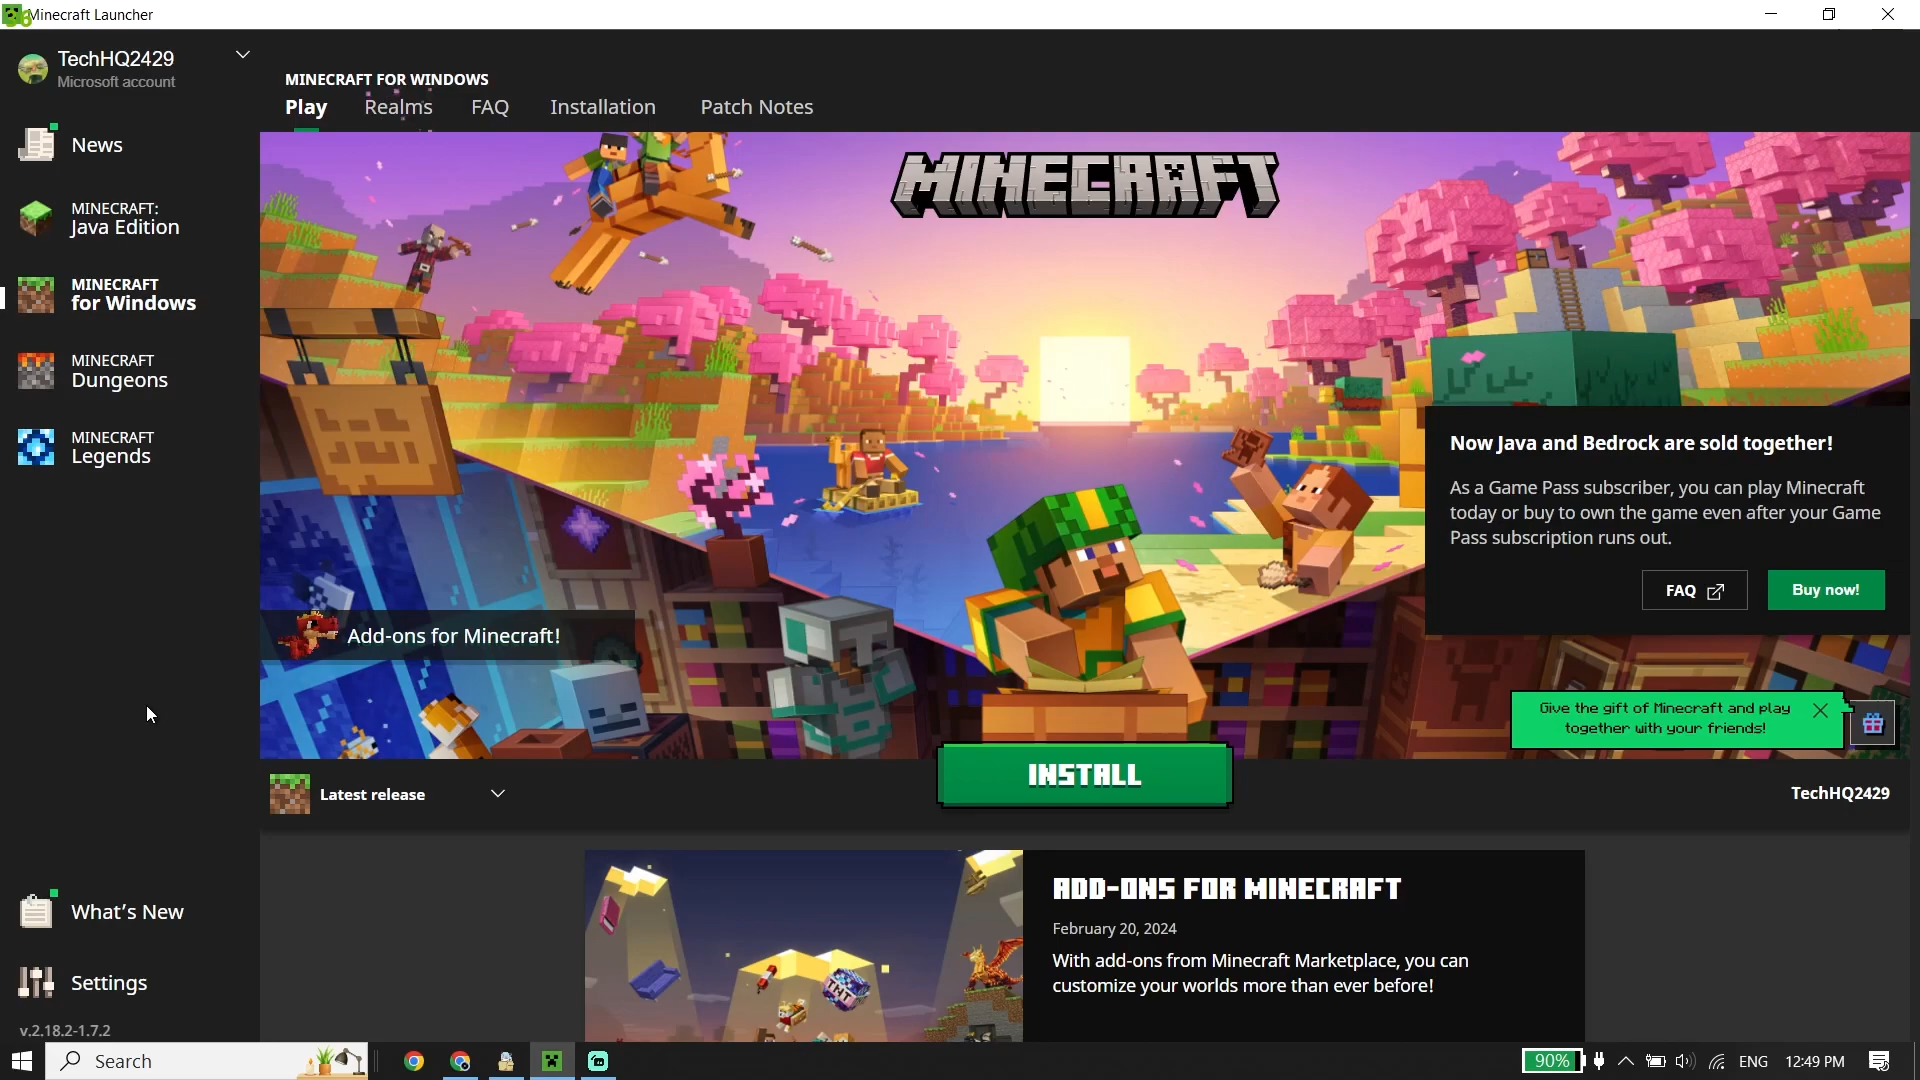 Minecraft Launcher
TechHQ2429
Microsoft account
News
MINECRAFT:
Java Edition
MINECRAFT
for Windows
MINECRAFT
Dungeons
MINECRAFT
Legends
What's New
Settings
v.2.18.2-1.7.2
MINECRAFT FOR WINDOWS
Play Realms FAQ Installation Patch Notes
MINECRAFT
Now Java and Bedrock are sold together!
As a Game Pass subscriber, you can play Minecraft
today or buy to own the game even after your Game
Pass subscription runs out.
FAQ Buy now!
Add-ons for Minecraft!
Give the gift of Minecraft and play
together with your friends!
Latest release
INSTALL
TechHQ2429
TNT
ADD-ONS FOR MINECRAFT
February 20, 2024
With add-ons from Minecraft Marketplace, you can
customize your worlds more than ever before!
Search
90% ENG 12:49 PM